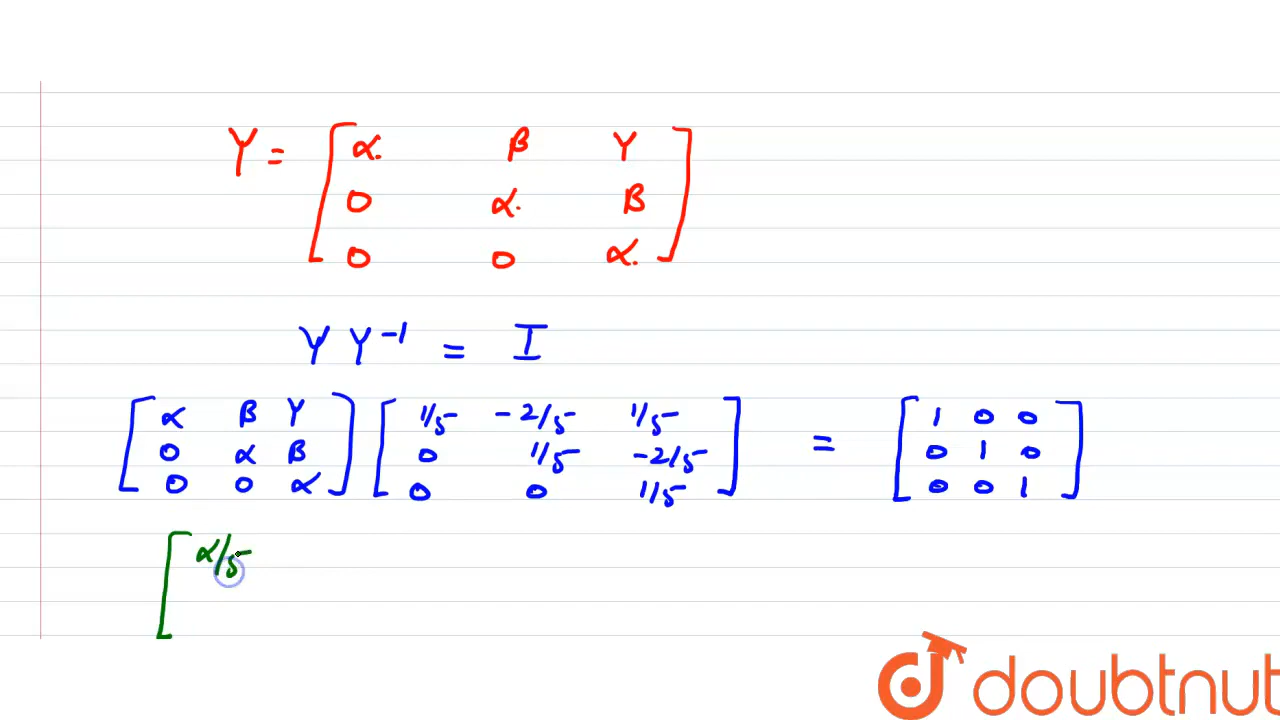 Y = [ α β γ
0 α β
0 0 α ]
Y Y⁻¹ = I
[ α β γ ] [ 1/5 -2/5 1/5 ] = [ 1 0 0 ]
[ 0 α β ] [ 0 1/5 -2/5 ] [ 0 1 0 ]
[ 0 0 α ] [ 0 0 1/5 ] [ 0 0 1 ]
[ α/5
doubtnut